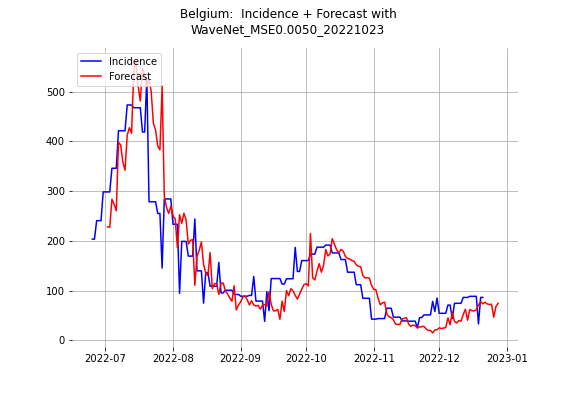 Belgium:  Incidence + Forecast with
WaveNet_MSE0.0050_20221023
Incidence
Forecast
500
400
300
200
100
0
2022-07 2022-08 2022-09 2022-10 2022-11 2022-12 2023-01